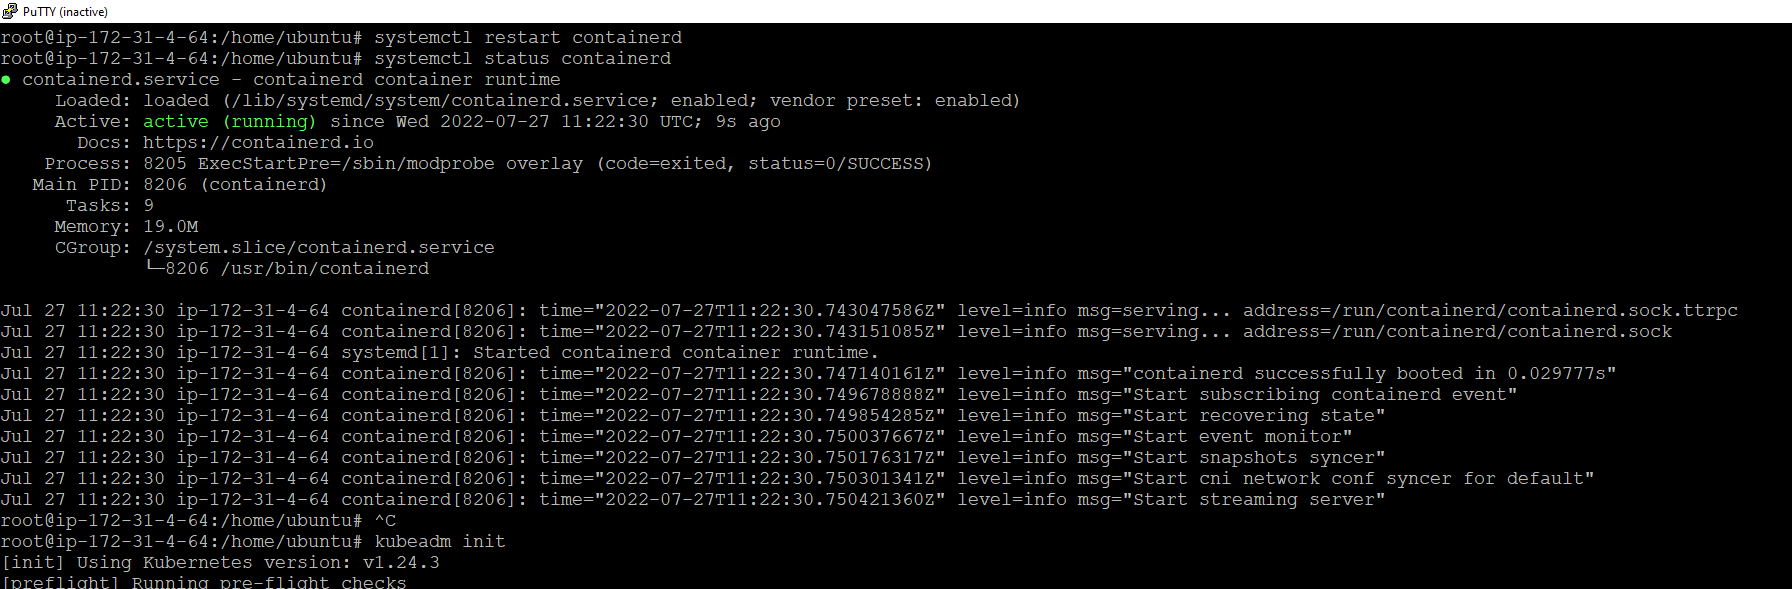 PuTTY (inactive)
root@ip-172-31-4-64:/home/ubuntu# systemctl restart containerd
root@ip-172-31-4-64:/home/ubuntu# systemctl status containerd
● containerd.service - containerd container runtime
     Loaded: loaded (/lib/systemd/system/containerd.service; enabled; vendor preset: enabled)
     Active: active (running) since Wed 2022-07-27 11:22:30 UTC; 9s ago
       Docs: https://containerd.io
    Process: 8205 ExecStartPre=/sbin/modprobe overlay (code=exited, status=0/SUCCESS)
   Main PID: 8206 (containerd)
      Tasks: 9
     Memory: 19.0M
     CGroup: /system.slice/containerd.service
             └─8206 /usr/bin/containerd
Jul 27 11:22:30 ip-172-31-4-64 containerd[8206]: time="2022-07-27T11:22:30.743047586Z" level=info msg=serving... address=/run/containerd/containerd.sock.ttrpc
Jul 27 11:22:30 ip-172-31-4-64 containerd[8206]: time="2022-07-27T11:22:30.743151085Z" level=info msg=serving... address=/run/containerd/containerd.sock
Jul 27 11:22:30 ip-172-31-4-64 systemd[1]: Started containerd container runtime.
Jul 27 11:22:30 ip-172-31-4-64 containerd[8206]: time="2022-07-27T11:22:30.747140161Z" level=info msg="containerd successfully booted in 0.029777s"
Jul 27 11:22:30 ip-172-31-4-64 containerd[8206]: time="2022-07-27T11:22:30.749678888Z" level=info msg="Start subscribing containerd event"
Jul 27 11:22:30 ip-172-31-4-64 containerd[8206]: time="2022-07-27T11:22:30.749854285Z" level=info msg="Start recovering state"
Jul 27 11:22:30 ip-172-31-4-64 containerd[8206]: time="2022-07-27T11:22:30.750037667Z" level=info msg="Start event monitor"
Jul 27 11:22:30 ip-172-31-4-64 containerd[8206]: time="2022-07-27T11:22:30.750176317Z" level=info msg="Start snapshots syncer"
Jul 27 11:22:30 ip-172-31-4-64 containerd[8206]: time="2022-07-27T11:22:30.750301341Z" level=info msg="Start cni network conf syncer for default"
Jul 27 11:22:30 ip-172-31-4-64 containerd[8206]: time="2022-07-27T11:22:30.750421360Z" level=info msg="Start streaming server"
root@ip-172-31-4-64:/home/ubuntu# ^C
root@ip-172-31-4-64:/home/ubuntu# kubeadm init
[init] Using Kubernetes version: v1.24.3
[preflight] Running pre-flight checks